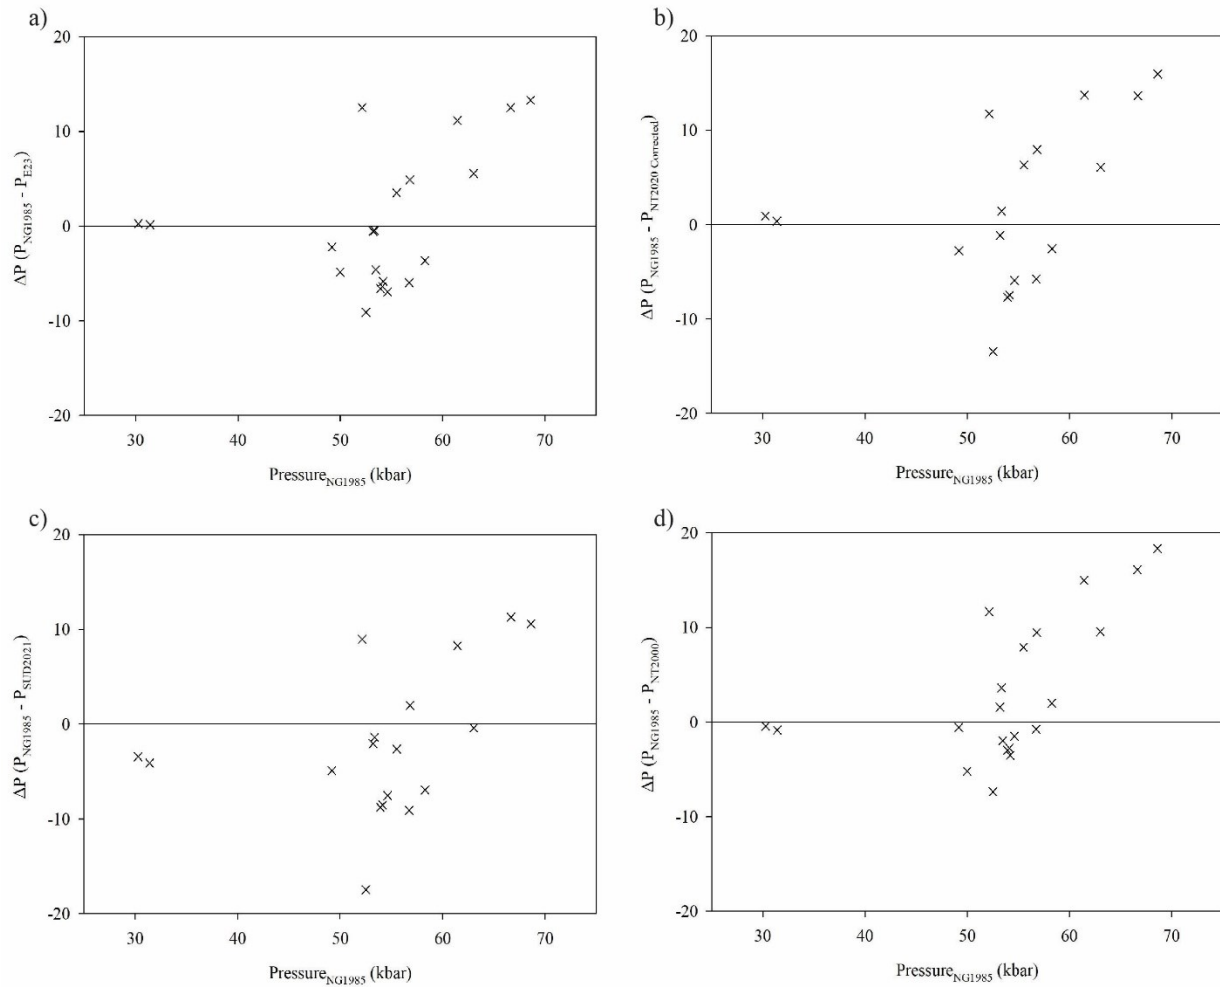 a)
20
10
0
-10
-20
30 40 50 60 70
ΔP (P_NG1985 - P_E23)
Pressure_NG1985 (kbar)
b)
20
10
0
-10
-20
30 40 50 60 70
ΔP (P_NG1985 - P_NT2020 Corrected)
Pressure_NG1985 (kbar)
c)
20
10
0
-10
-20
30 40 50 60 70
ΔP (P_NG1985 - P_SUD2021)
Pressure_NG1985 (kbar)
d)
20
10
0
-10
-20
30 40 50 60 70
ΔP (P_NG1985 - P_NT2000)
Pressure_NG1985 (kbar)